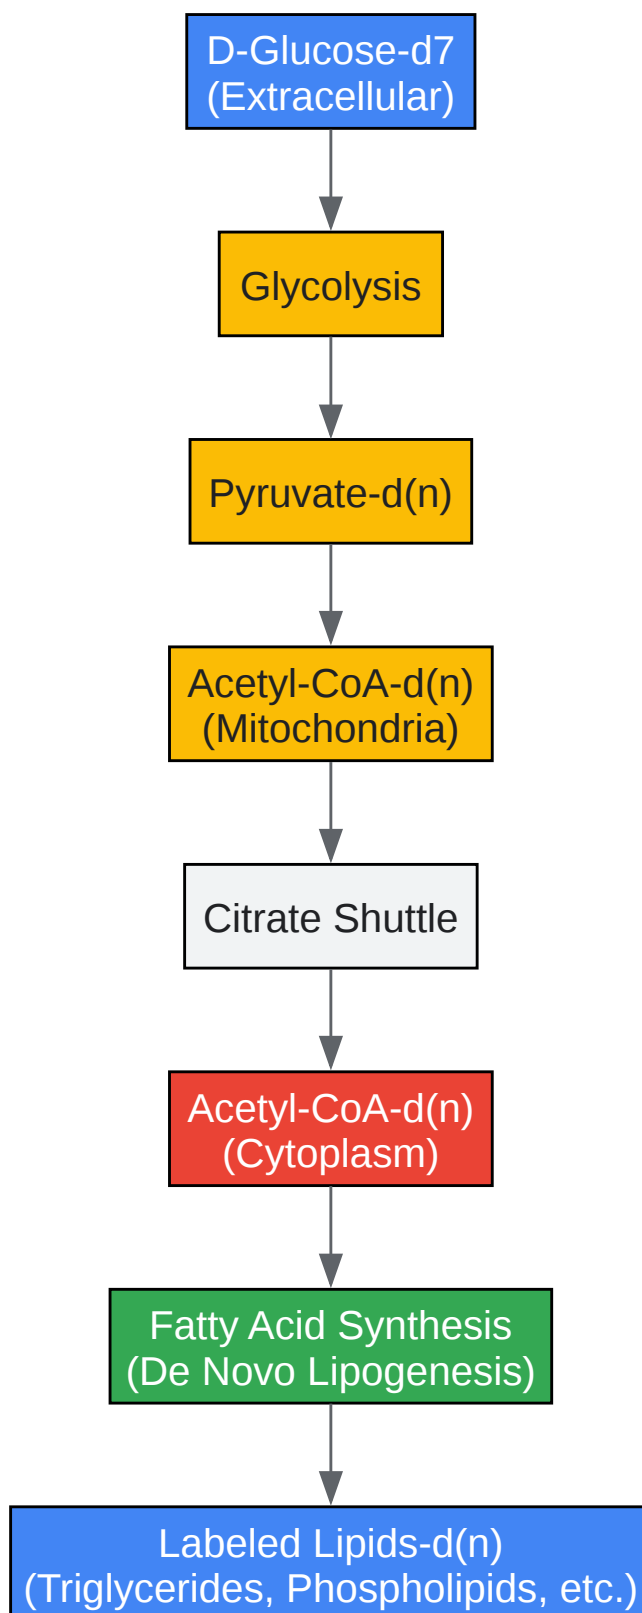 D-Glucose-d7
(Extracellular)
Glycolysis
Pyruvate-d(n)
Acetyl-CoA-d(n)
(Mitochondria)
Citrate Shuttle
Acetyl-CoA-d(n)
(Cytoplasm)
Fatty Acid Synthesis
(De Novo Lipogenesis)
Labeled Lipids-d(n)
(Triglycerides, Phospholipids, etc.)